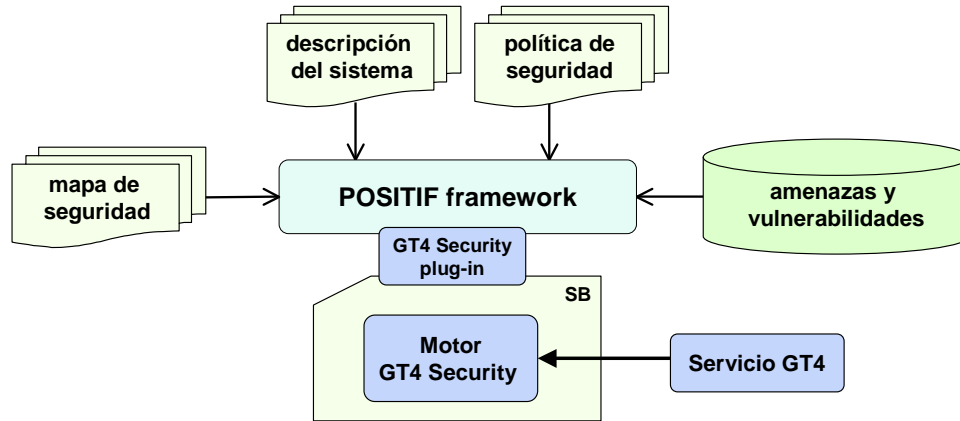 descripción
del sistema
política de
seguridad
mapa de
seguridad
POSITIF framework
amenazas y
vulnerabilidades
GT4 Security
plug-in
SB
Motor
GT4 Security
Servicio GT4